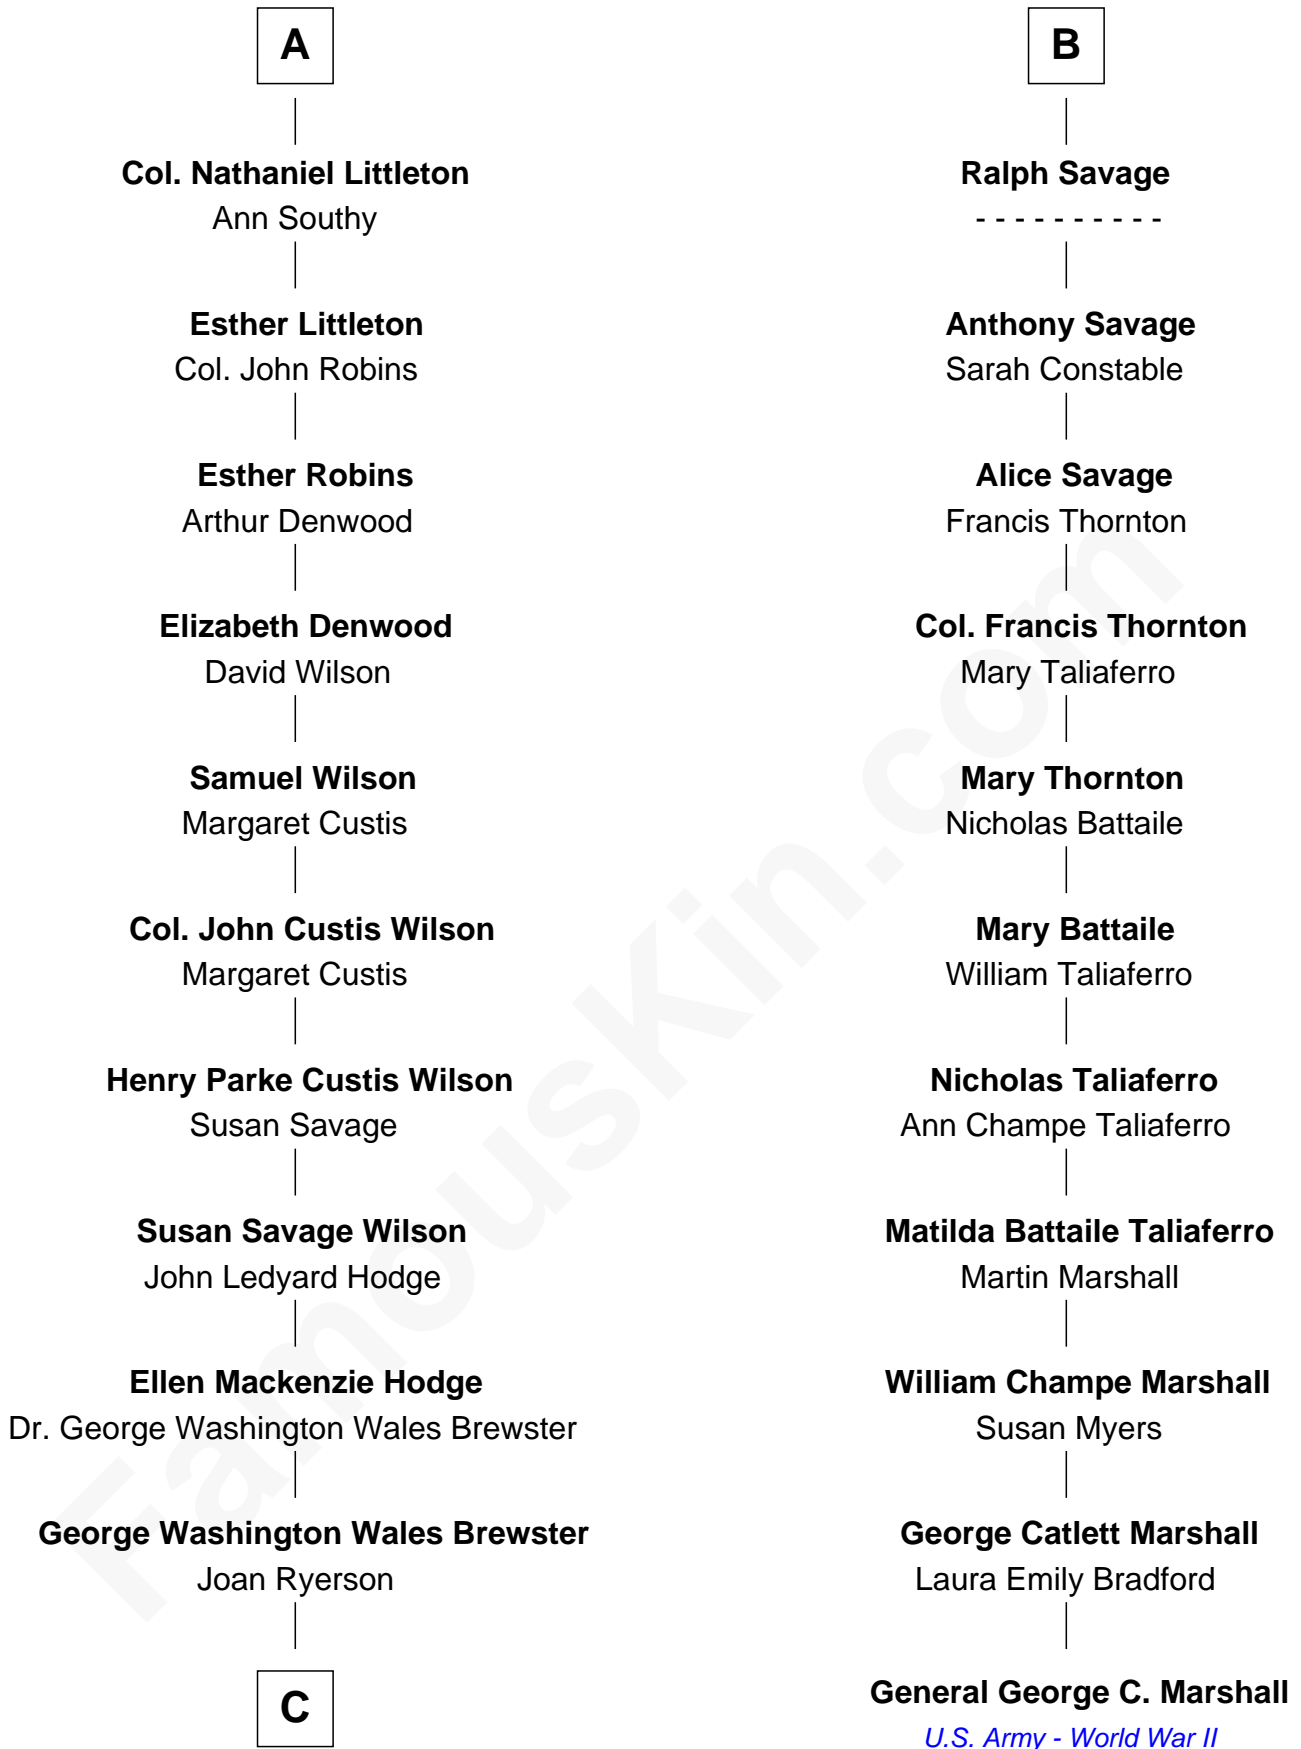 A
Col. Nathaniel Littleton
Ann Southy
Esther Littleton
Col. John Robins
Esther Robins
Arthur Denwood
Elizabeth Denwood
David Wilson
Samuel Wilson
Margaret Custis
Col. John Custis Wilson
Margaret Custis
Henry Parke Custis Wilson
Susan Savage
Susan Savage Wilson
John Ledyard Hodge
Ellen Mackenzie Hodge
Dr. George Washington Wales Brewster
George Washington Wales Brewster
Joan Ryerson
C
B
Ralph Savage
- - - - - - - - - -
Anthony Savage
Sarah Constable
Alice Savage
Francis Thornton
Col. Francis Thornton
Mary Taliaferro
Mary Thornton
Nicholas Battaile
Mary Battaile
William Taliaferro
Nicholas Taliaferro
Ann Champe Taliaferro
Matilda Battaile Taliaferro
Martin Marshall
William Champe Marshall
Susan Myers
George Catlett Marshall
Laura Emily Bradford
General George C. Marshall
U.S. Army - World War II
FamousKin.com